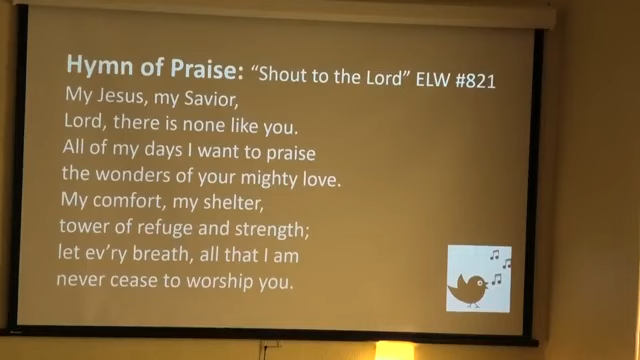 Hymn of Praise: “Shout to the Lord” ELW #821
My Jesus, my Savior,
Lord, there is none like you.
All of my days I want to praise
the wonders of your mighty love.
My comfort, my shelter,
tower of refuge and strength;
let ev’ry breath, all that I am
never cease to worship you.